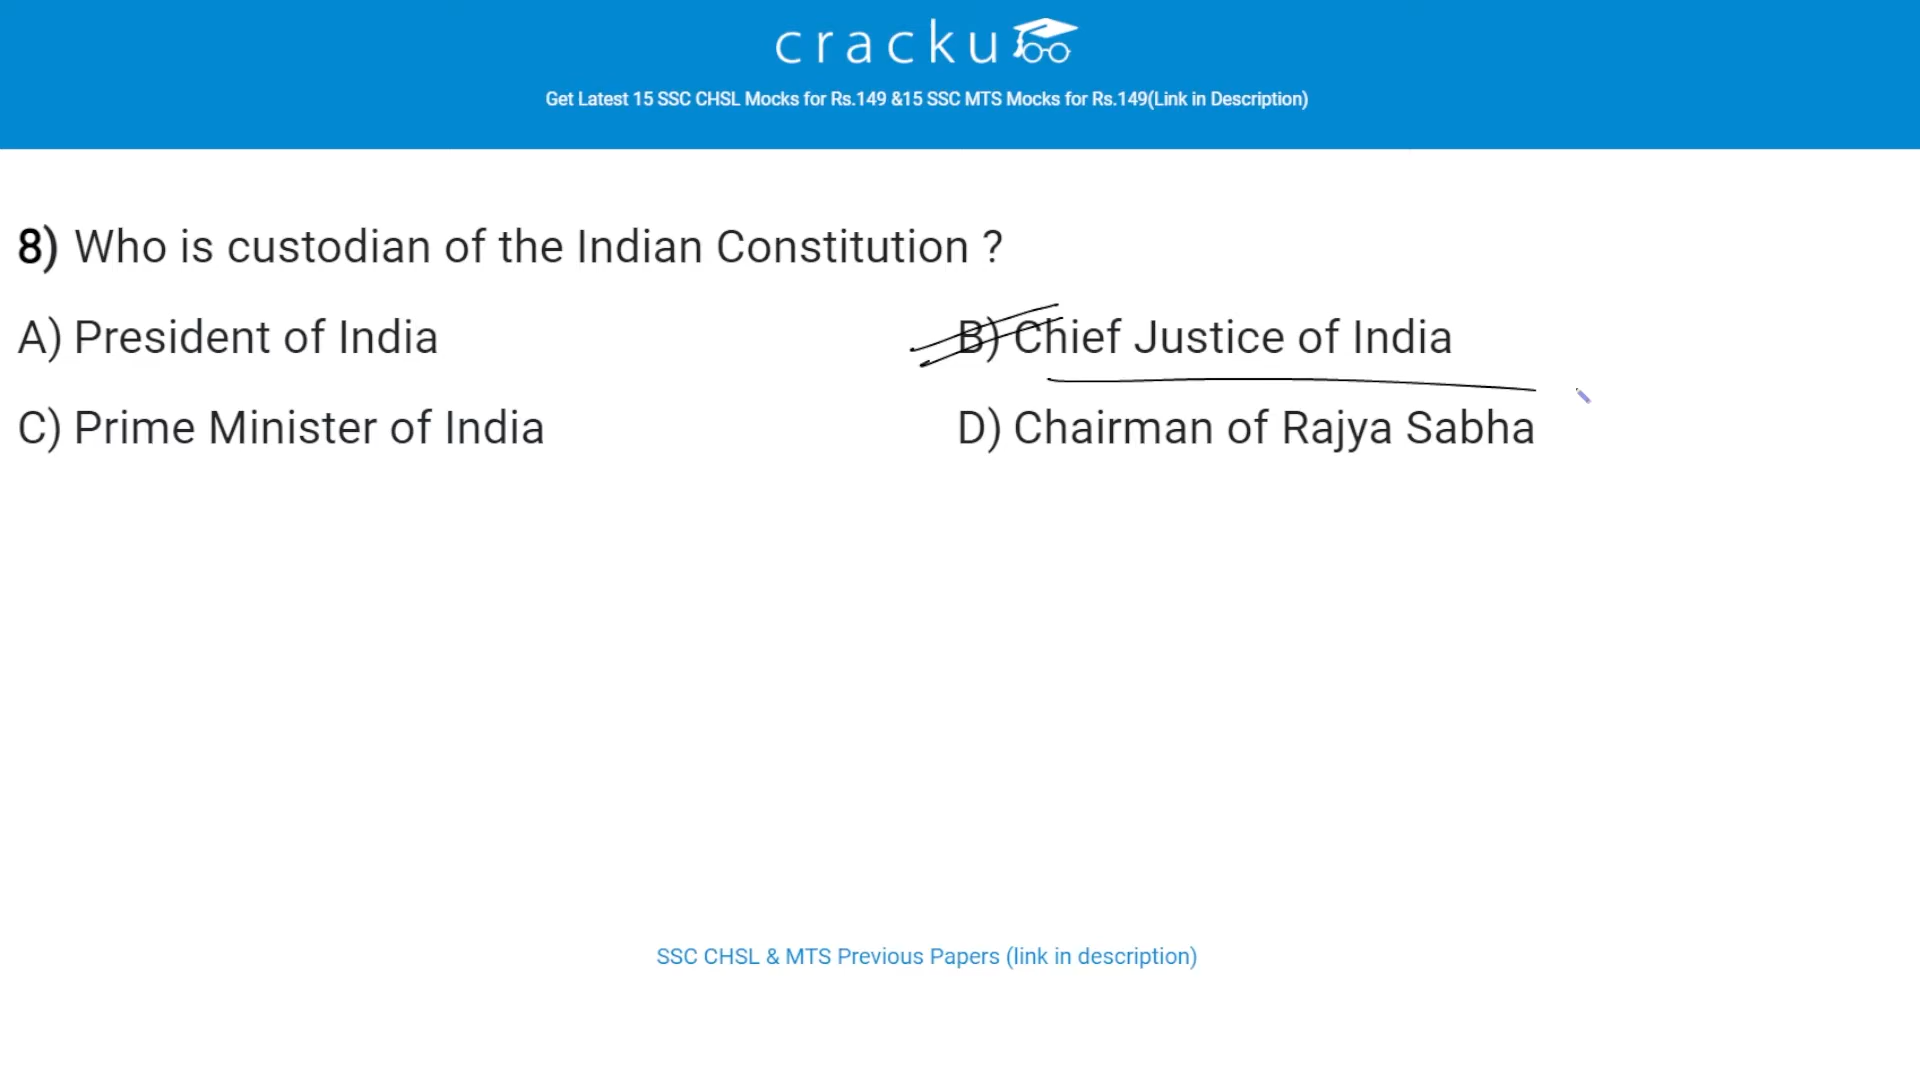 cracku
Get Latest 15 SSC CHSL Mocks for Rs.149 &15 SSC MTS Mocks for Rs.149(Link in Description)
8) Who is custodian of the Indian Constitution ?
A) President of India
B) Chief Justice of India
C) Prime Minister of India
D) Chairman of Rajya Sabha
SSC CHSL & MTS Previous Papers (link in description)